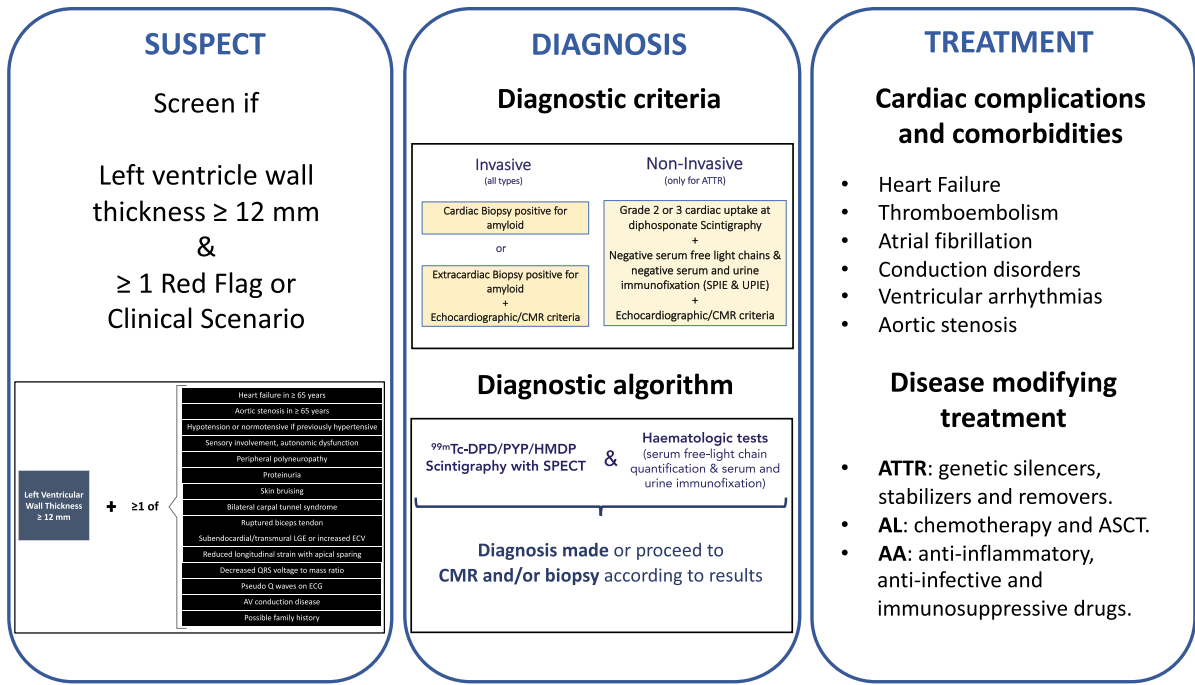 SUSPECT
Screen if
Left ventricle wall
thickness ≥ 12 mm
&
≥ 1 Red Flag or
Clinical Scenario
Left Ventricular
Wall Thickness
≥ 12 mm
+
≥1 of
Heart failure in ≥ 65 years
Aortic stenosis in ≥ 65 years
Hypotension or normotensive if previously hypertensive
Sensory involvement, autonomic dysfunction
Peripheral polyneuropathy
Proteinuria
Skin bruising
Bilateral carpal tunnel syndrome
Ruptured biceps tendon
Subendocardial/transmural LGE or increased ECV
Reduced longitudinal strain with apical sparing
Decreased QRS voltage to mass ratio
Pseudo Q waves on ECG
AV conduction disease
Possible family history
DIAGNOSIS
Diagnostic criteria
Invasive
(all types)
Cardiac Biopsy positive for
amyloid
or
Extracardiac Biopsy positive for
amyloid
+
Echocardiographic/CMR criteria
Non-Invasive
(only for ATTR)
Grade 2 or 3 cardiac uptake at
diphosponate Scintigraphy
+
Negative serum free light chains &
negative serum and urine
immunofixation (SPIE & UPIE)
+
Echocardiographic/CMR criteria
Diagnostic algorithm
⁹⁹ᵐTc-DPD/PYP/HMDP
Scintigraphy with SPECT
&
Haematologic tests
(serum free-light chain
quantification & serum and
urine immunofixation)
Diagnosis made or proceed to
CMR and/or biopsy according to results
TREATMENT
Cardiac complications
and comorbidities
• Heart Failure
• Thromboembolism
• Atrial fibrillation
• Conduction disorders
• Ventricular arrhythmias
• Aortic stenosis
Disease modifying
treatment
• ATTR: genetic silencers,
stabilizers and removers.
• AL: chemotherapy and ASCT.
• AA: anti-inflammatory,
anti-infective and
immunosuppressive drugs.